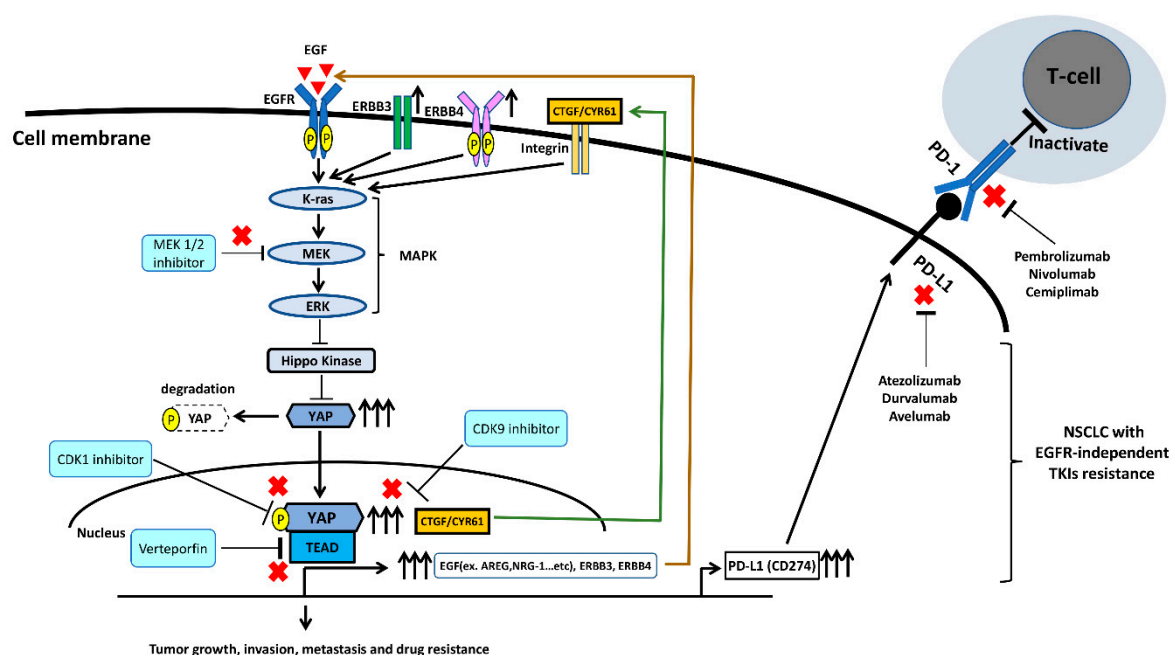 EGF
T-cell
EGFR
ERBB3
ERBB4
CTGF/CYR61
P
P
P
P
Cell membrane
Integrin
PD-1
Inactivate
K-ras
MEK 1/2
inhibitor
MEK
MAPK
Pembrolizumab
Nivolumab
Cemiplimab
PD-L1
ERK
Hippo Kinase
Atezolizumab
Durvalumab
Avelumab
degradation
P
YAP
YAP
CDK9 inhibitor
NSCLC with
EGFR-independent
TKIs resistance
CDK1 inhibitor
P
YAP
CTGF/CYR61
Nucleus
Verteporfin
TEAD
EGF(ex. AREG,NRG-1...etc), ERBB3, ERBB4
PD-L1 (CD274)
Tumor growth, invasion, metastasis and drug resistance